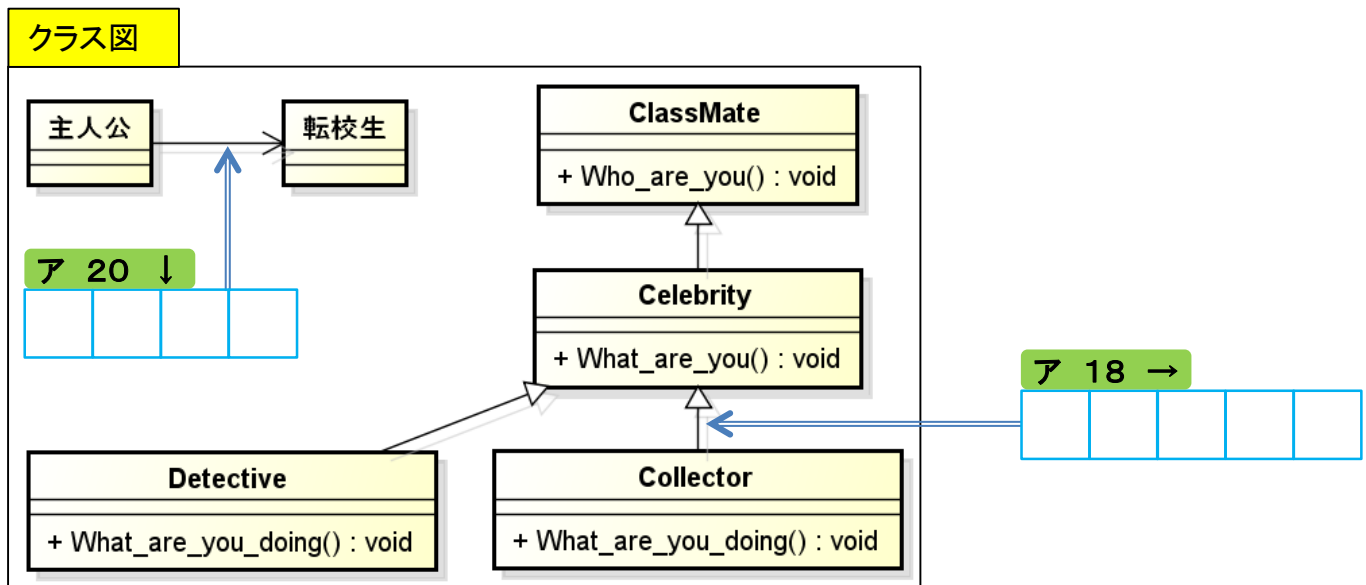 クラス図
主人公
転校生
ClassMate
+ Who_are_you() : void
ア 20 ↓
Celebrity
+ What_are_you() : void
ア 18 →
Detective
+ What_are_you_doing() : void
Collector
+ What_are_you_doing() : void